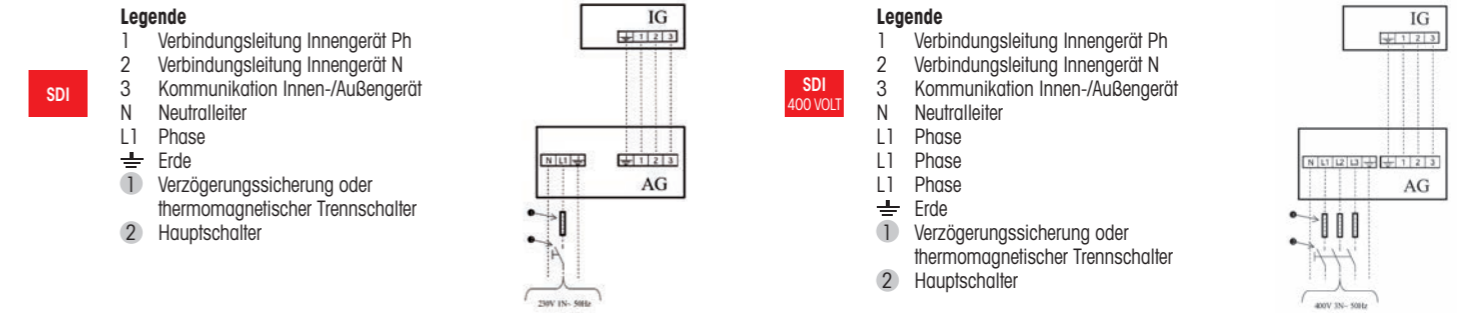 SDI
Legende
1 Verbindungsleitung Innengerät Ph
2 Verbindungsleitung Innengerät N
3 Kommunikation Innen-/Außengerät
N Neutralleiter
L1 Phase
⏚ Erde
1 Verzögerungssicherung oder
thermomagnetischer Trennschalter
2 Hauptschalter
IG
⏚ 1 2 3
N L1 ⏚ ⏚ 1 2 3
AG
230V 1N~ 50Hz
SDI
400 VOLT
Legende
1 Verbindungsleitung Innengerät Ph
2 Verbindungsleitung Innengerät N
3 Kommunikation Innen-/Außengerät
N Neutralleiter
L1 Phase
L1 Phase
L1 Phase
⏚ Erde
1 Verzögerungssicherung oder
thermomagnetischer Trennschalter
2 Hauptschalter
IG
⏚ 1 2 3
N L1 L2 L3 ⏚ ⏚ 1 2 3
AG
400V 3N~ 50Hz